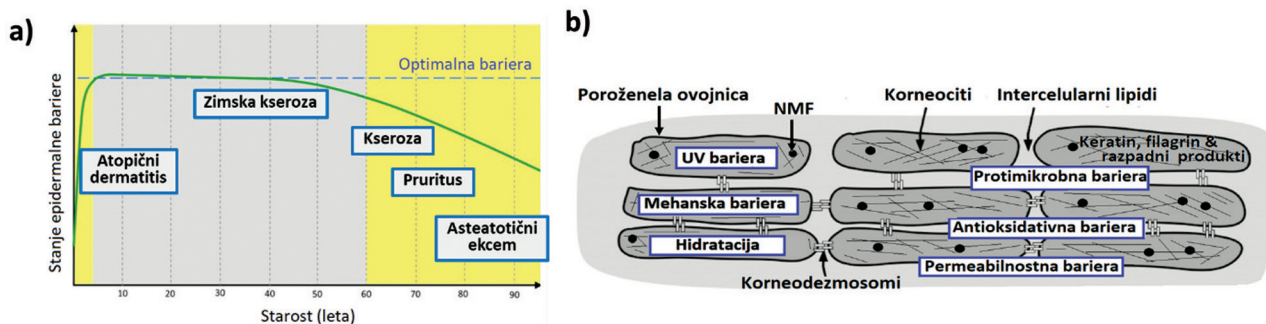 a)
Stanje epidermalne bariere
Optimalna bariera
Zimska kseroza
Kseroza
Atopični
dermatitis
Pruritus
Asteatotični
ekcem
10 20 30 40 50 60 70 80 90
Starost (leta)
b)
Poroženela ovojnica
NMF
Korneociti
Intercelularni lipidi
Keratin, filagrin &
razpadni produkti
UV bariera
Protimikrobna bariera
Mehanska bariera
Antioksidativna bariera
Hidratacija
Permeabilnostna bariera
Korneodezmosomi